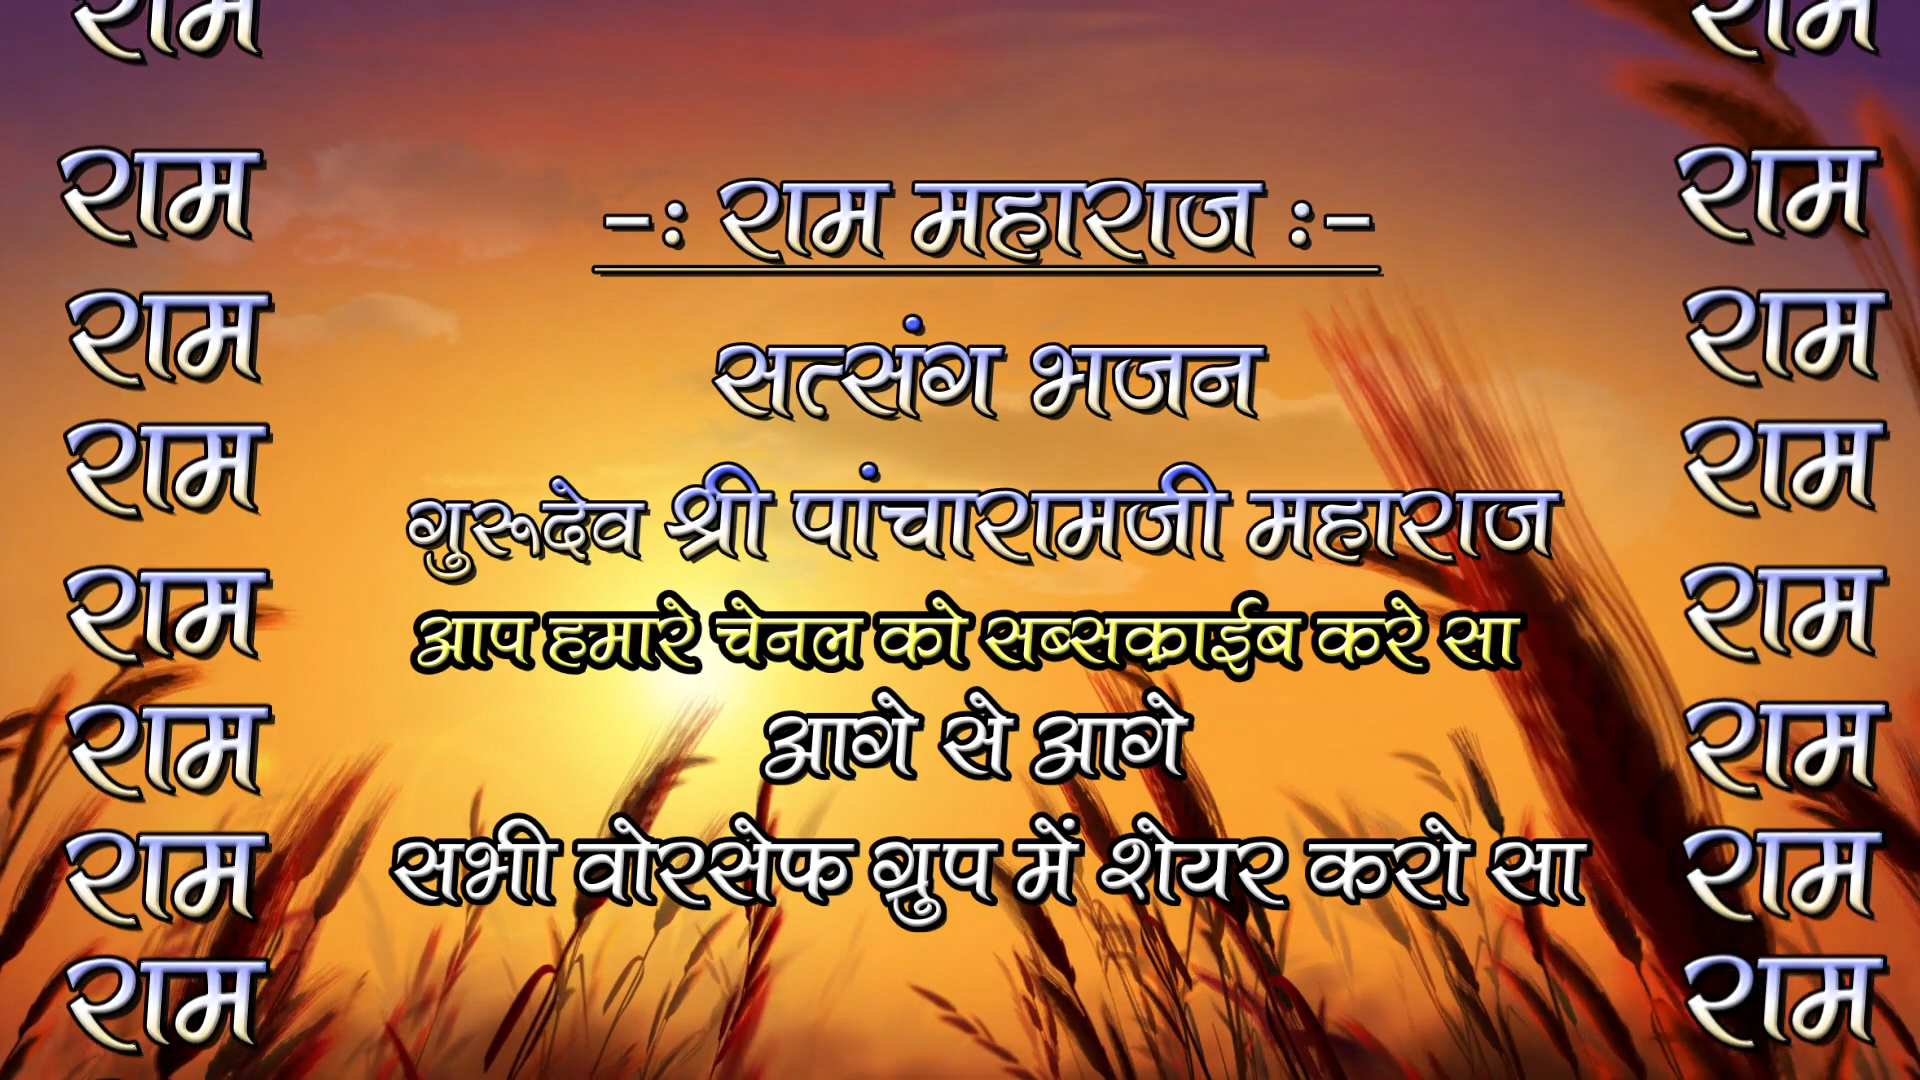 राम राम
राम -: राम महाराज :- राम
राम सत्संग भजन राम
राम गुरूदेव श्री पांचारामजी महाराज राम
राम आप हमारे चेनल को सब्सक्राईब करे सा राम
राम आगे से आगे राम
राम सभी वोरसेफ ग्रुप में शेयर करो सा राम
राम राम